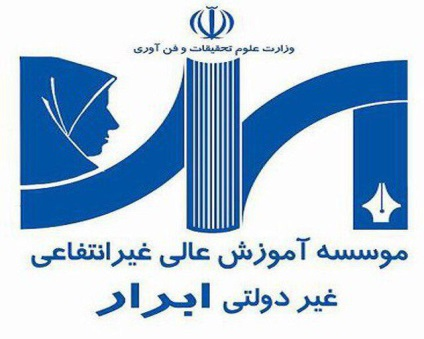 وزارت علوم تحقیقات و فن آوری
موسسه آموزش عالی غیرانتفاعی
غیر دولتی ابرار